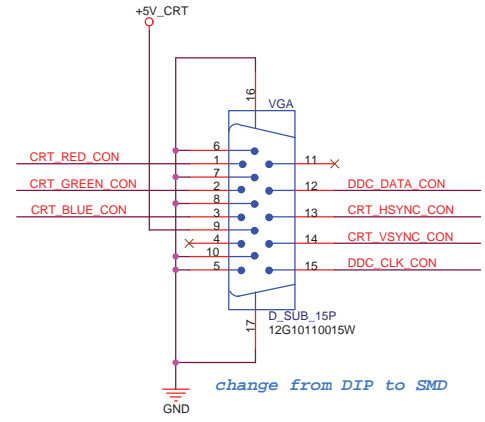 +5V_CRT
16
VGA
6
CRT_RED_CON 1 11
7
CRT_GREEN_CON 2 12 DDC_DATA_CON
8
CRT_BLUE_CON 3 13 CRT_HSYNC_CON
9
4 14 CRT_VSYNC_CON
10
5 15 DDC_CLK_CON
17
D_SUB_15P
12G10110015W
change from DIP to SMD
GND